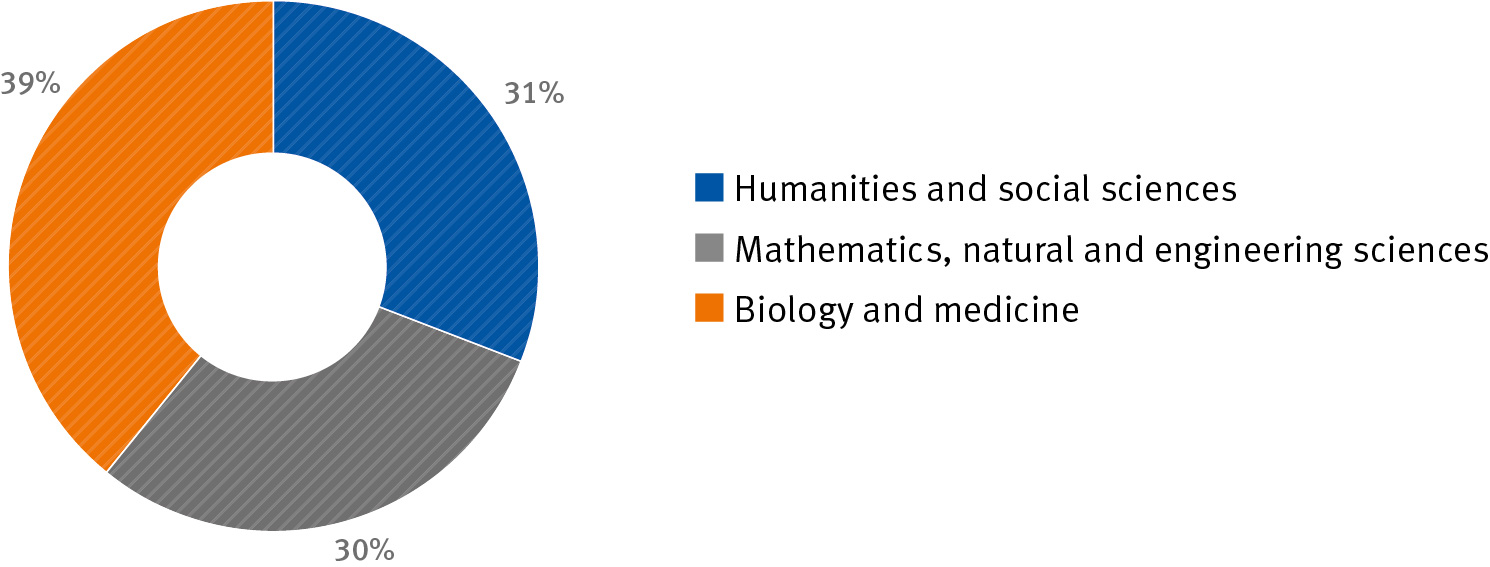 39%
31%
30%
Humanities and social sciences
Mathematics, natural and engineering sciences
Biology and medicine